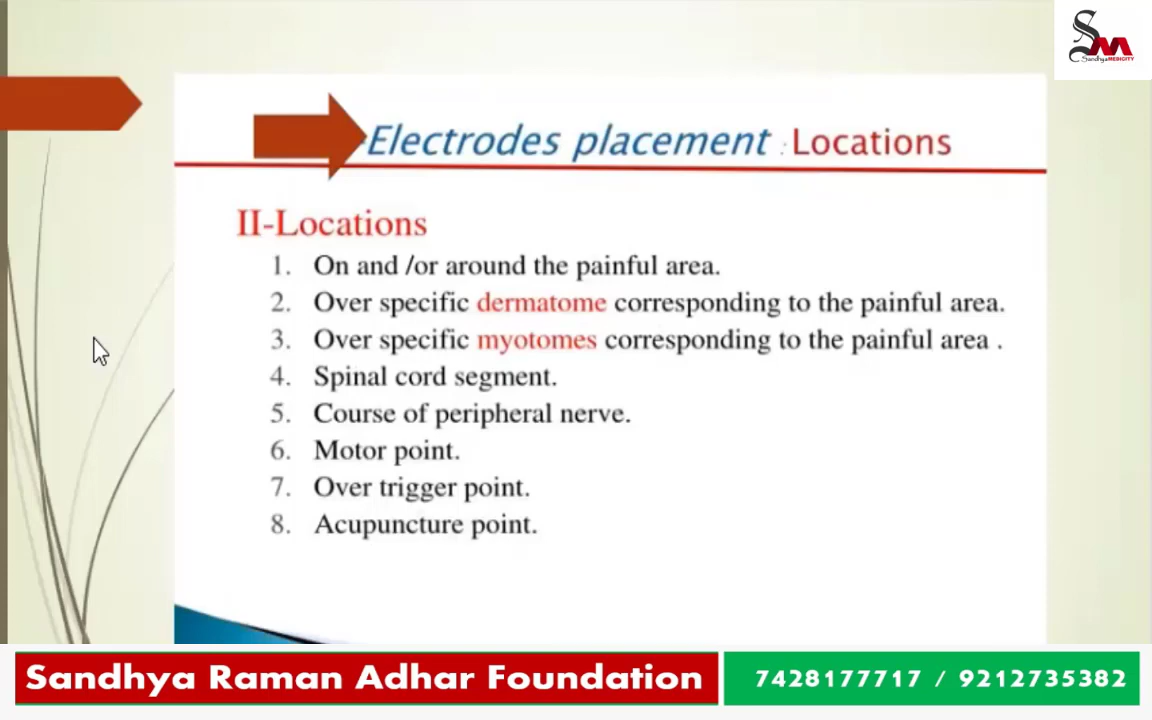 SM
SandhyaMEDICITY
Electrodes placement : Locations
II-Locations
1. On and /or around the painful area.
2. Over specific dermatome corresponding to the painful area.
3. Over specific myotomes corresponding to the painful area .
4. Spinal cord segment.
5. Course of peripheral nerve.
6. Motor point.
7. Over trigger point.
8. Acupuncture point.
Sandhya Raman Adhar Foundation
7428177717 / 9212735382